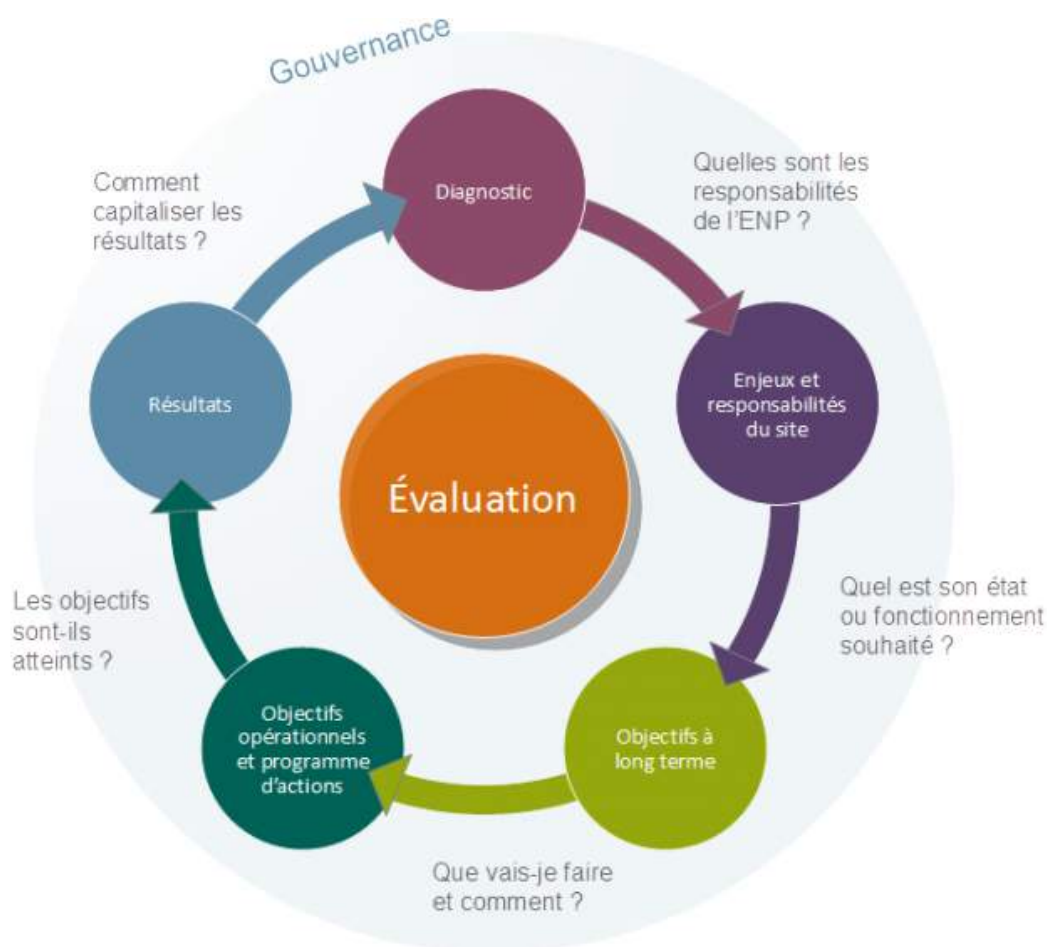 Gouvernance
Diagnostic
Quelles sont les
responsabilités
de l'ENP ?
Enjeux et
responsabilités
du site
Quel est son état
ou fonctionnement
souhaité ?
Objectifs à
long terme
Que vais-je faire
et comment ?
Objectifs
opérationnels
et programme
d'actions
Les objectifs
sont-ils
atteints ?
Résultats
Comment
capitaliser les
résultats ?
Évaluation